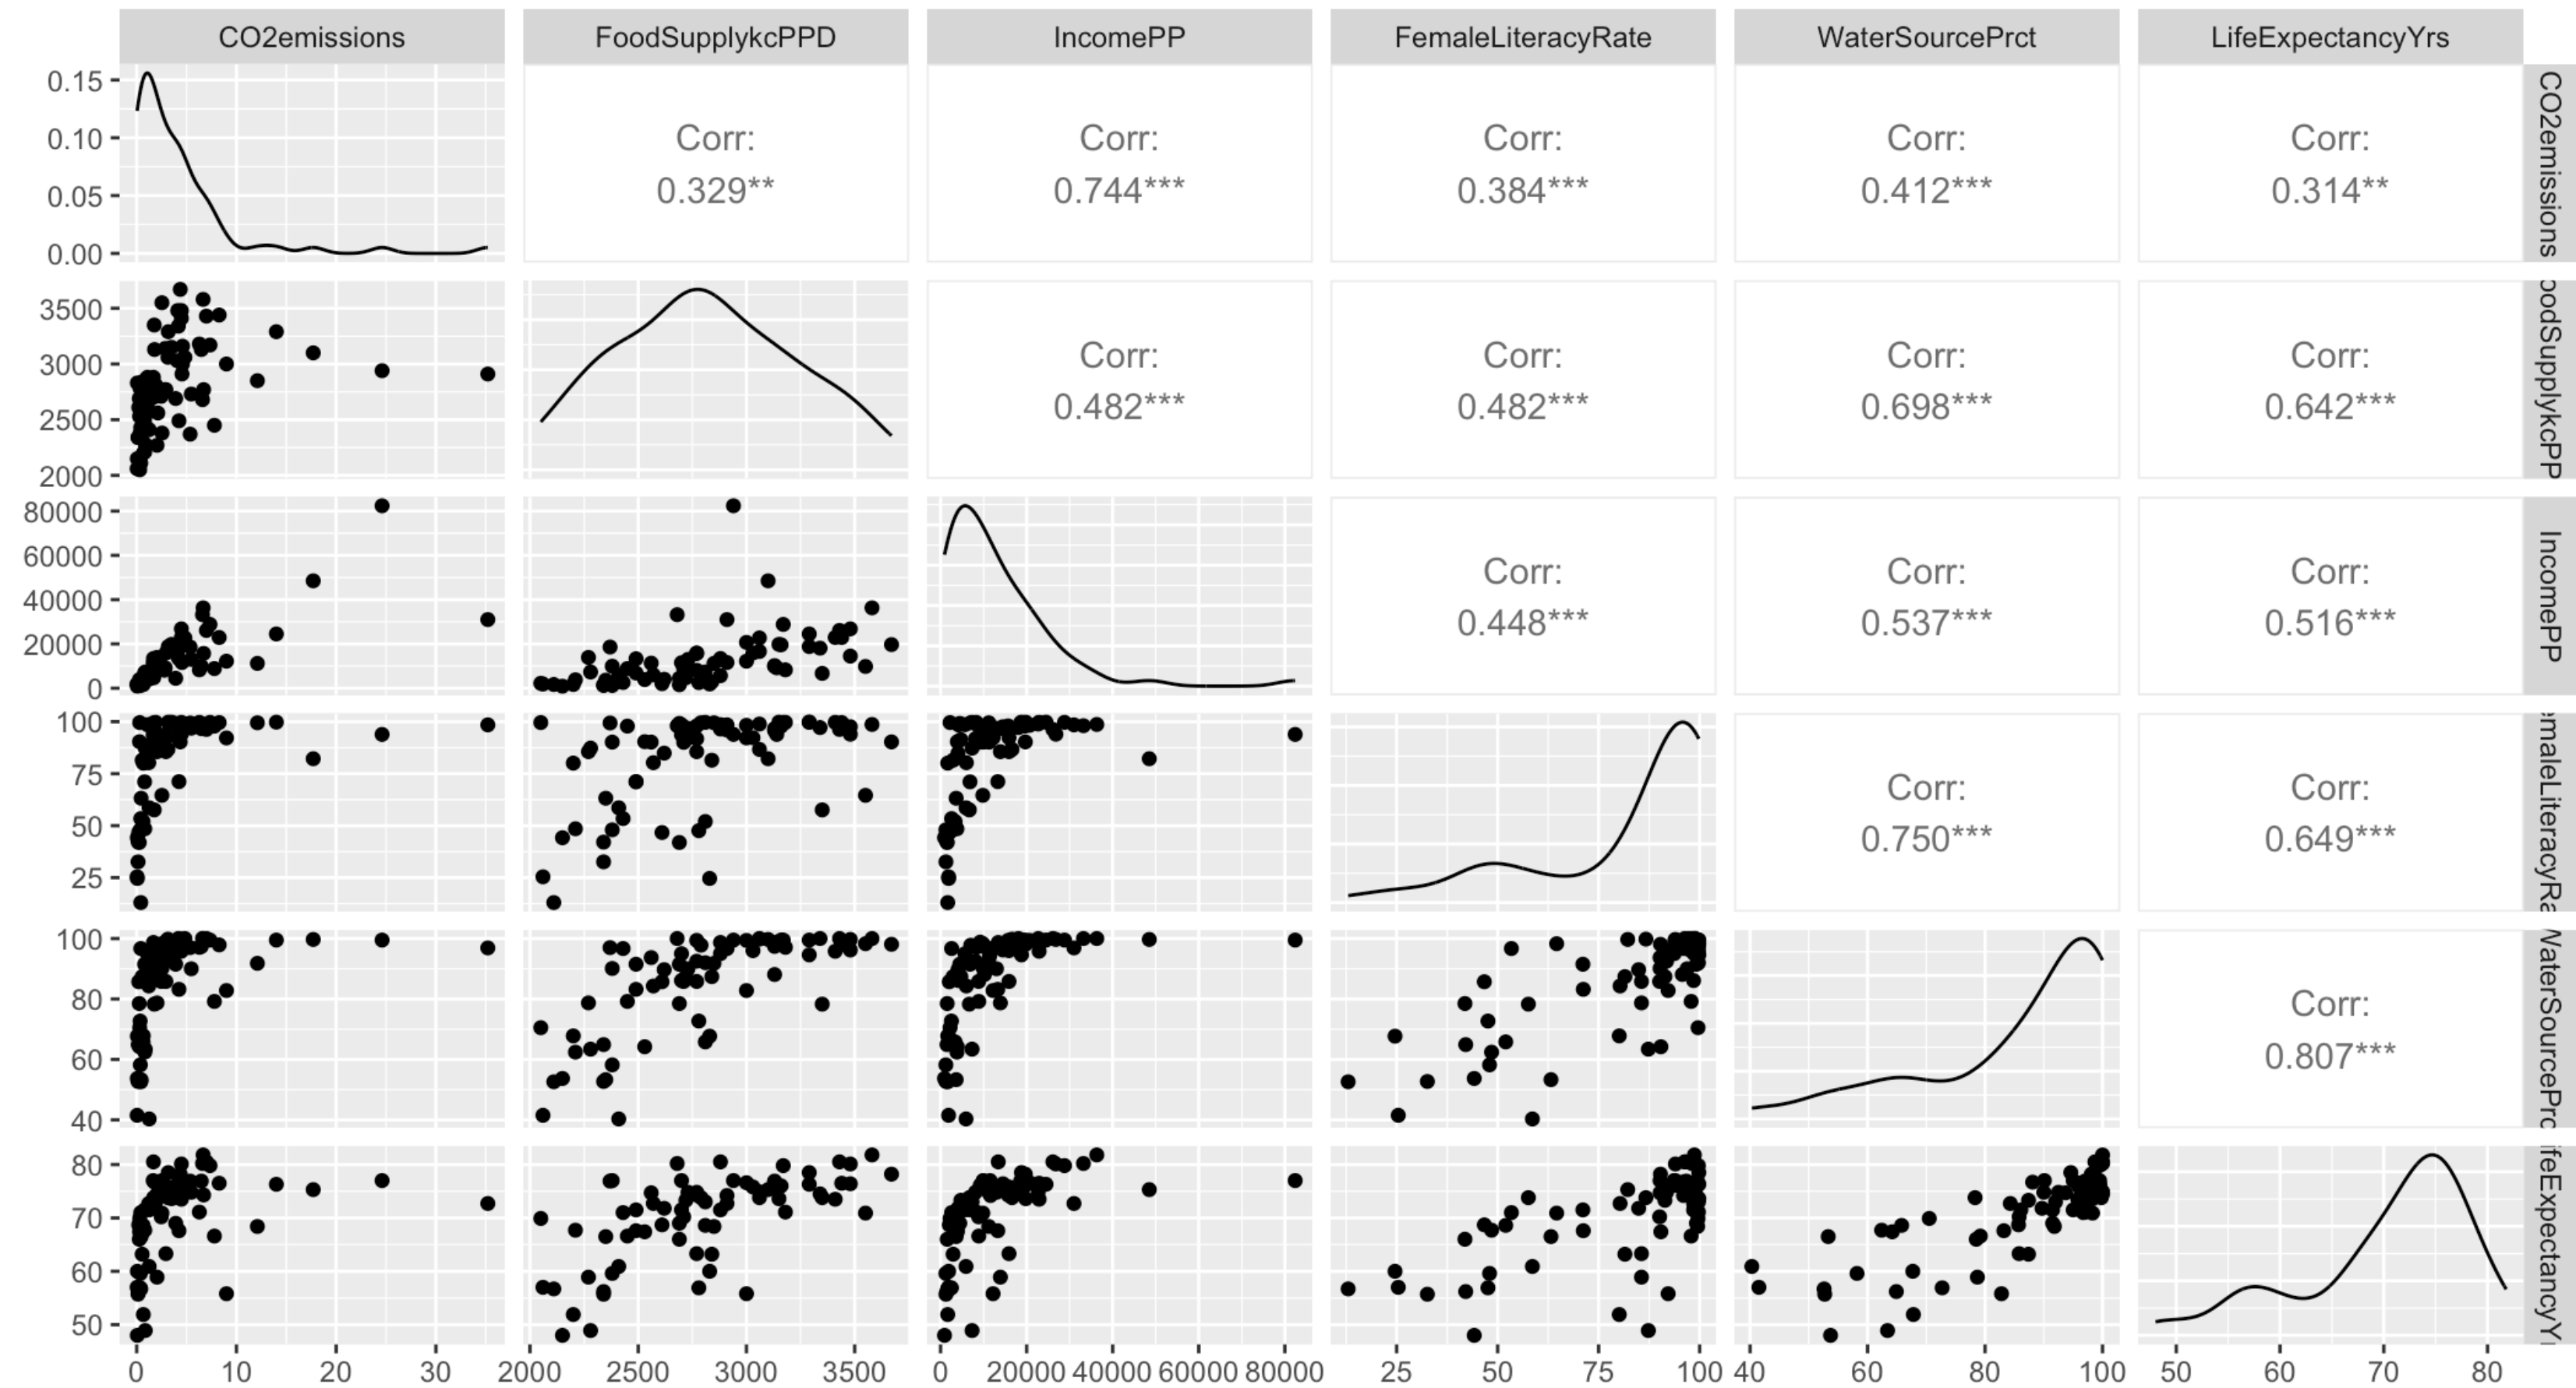 CO2emissions FoodSupplykcPPD IncomePP FemaleLiteracyRate WaterSourcePrct LifeExpectancyYrs
0.15
0.10
0.05
0.00
Corr:
0.329**
Corr:
0.744***
Corr:
0.384***
Corr:
0.412***
Corr:
0.314**
CO2emissions
3500
3000
2500
2000
Corr:
0.482***
Corr:
0.482***
Corr:
0.698***
Corr:
0.642***
oodSupplykcPP
80000
60000
40000
20000
0
Corr:
0.448***
Corr:
0.537***
Corr:
0.516***
IncomePP
100
75
50
25
Corr:
0.750***
Corr:
0.649***
emaleLiteracyRa
100
80
60
40
Corr:
0.807***
WaterSourcePrc
80
70
60
50
ifeExpectancyY
0 10 20 30
2000 2500 3000 3500
0 20000 40000 60000 80000
25 50 75 100
40 60 80 100
50 60 70 80